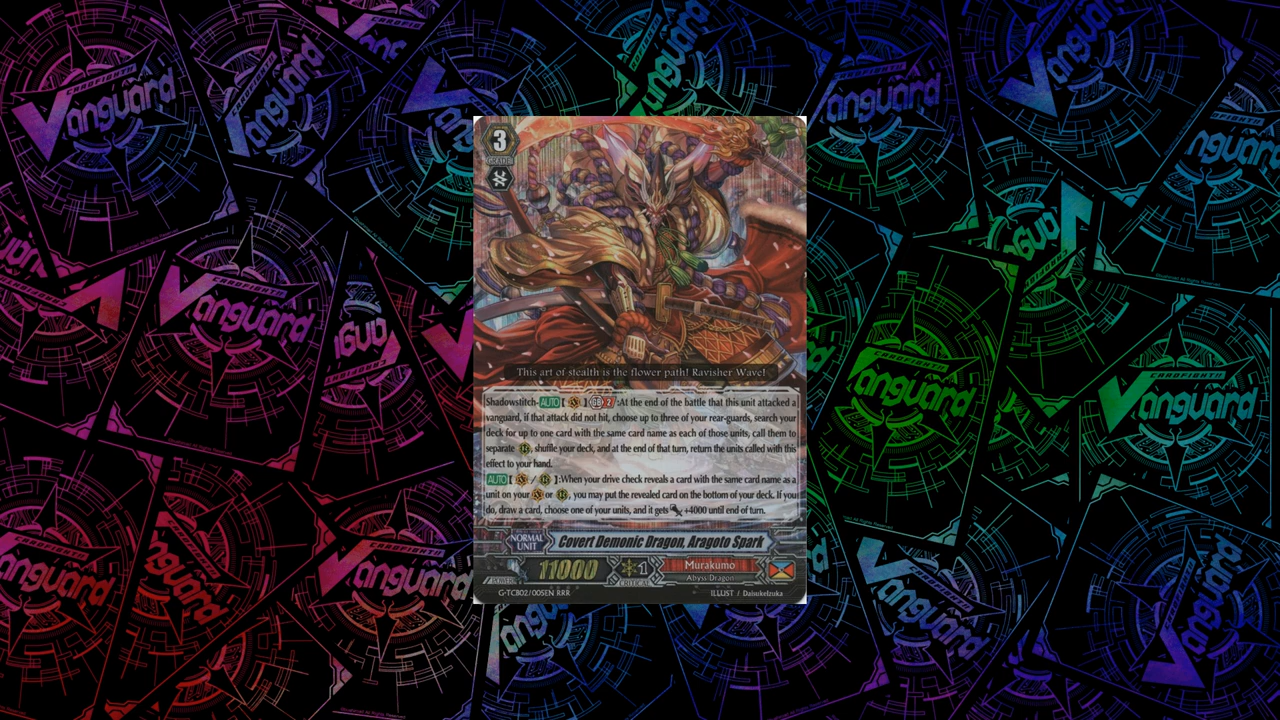 CARDFIGHT!!
Vanguard
3
GRADE
This art of stealth is the flower path! Ravisher Wave!
Shadowstitch-AUTO[ ] 2:At the end of the battle that this unit attacked a
vanguard, if that attack did not hit, choose up to three of your rear-guards, search your
deck for up to one card with the same card name as each of those units, call them to
separate , shuffle your deck, and at the end of that turn, return the units called with this
effect to your hand.
AUTO[ / ]:When your drive check reveals a card with the same card name as a
unit on your or , you may put the revealed card on the bottom of your deck. If you
do, draw a card, choose one of your units, and it gets +4000 until end of turn.
NORMAL UNIT Covert Demonic Dragon, Aragoto Spark
POWER 11000 1 CRITICAL Murakumo
Abyss Dragon
G-TCB02/005EN RRR ILLUST / DaisukeIzuka